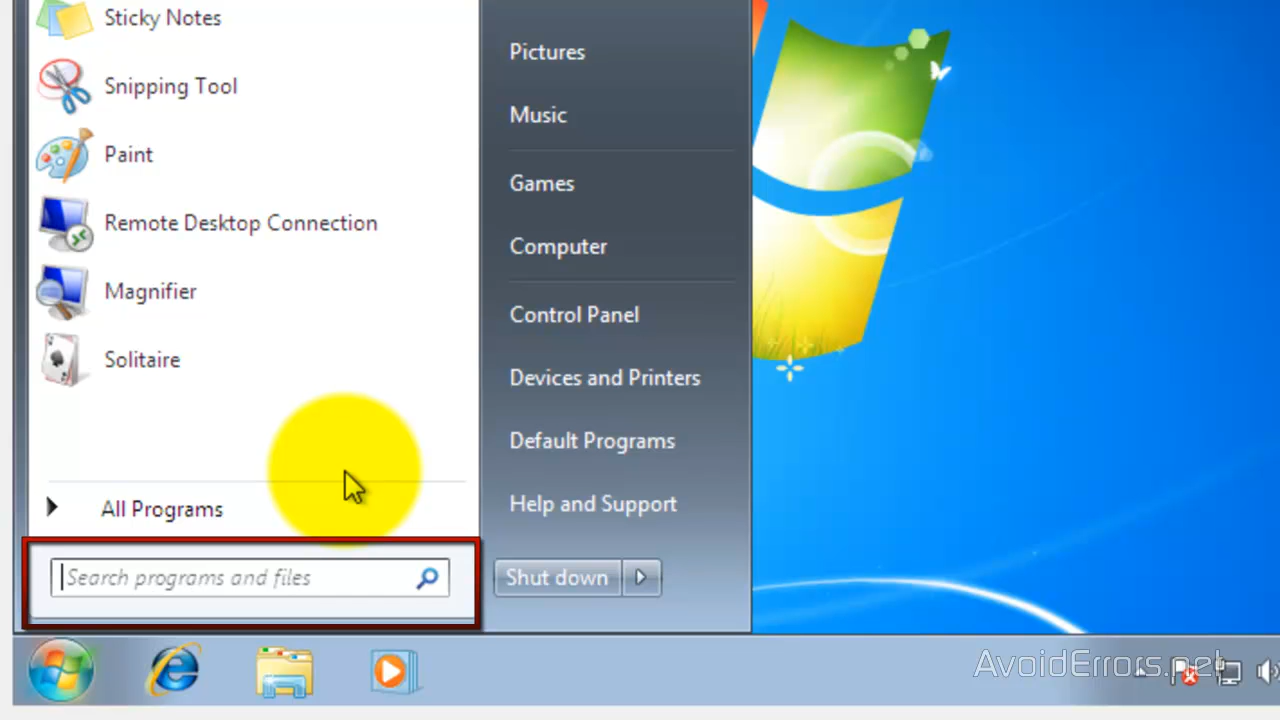 Sticky Notes
Snipping Tool
Paint
Remote Desktop Connection
Magnifier
Solitaire
All Programs
Search programs and files
Pictures
Music
Games
Computer
Control Panel
Devices and Printers
Default Programs
Help and Support
Shut down
AvoidErrors.net